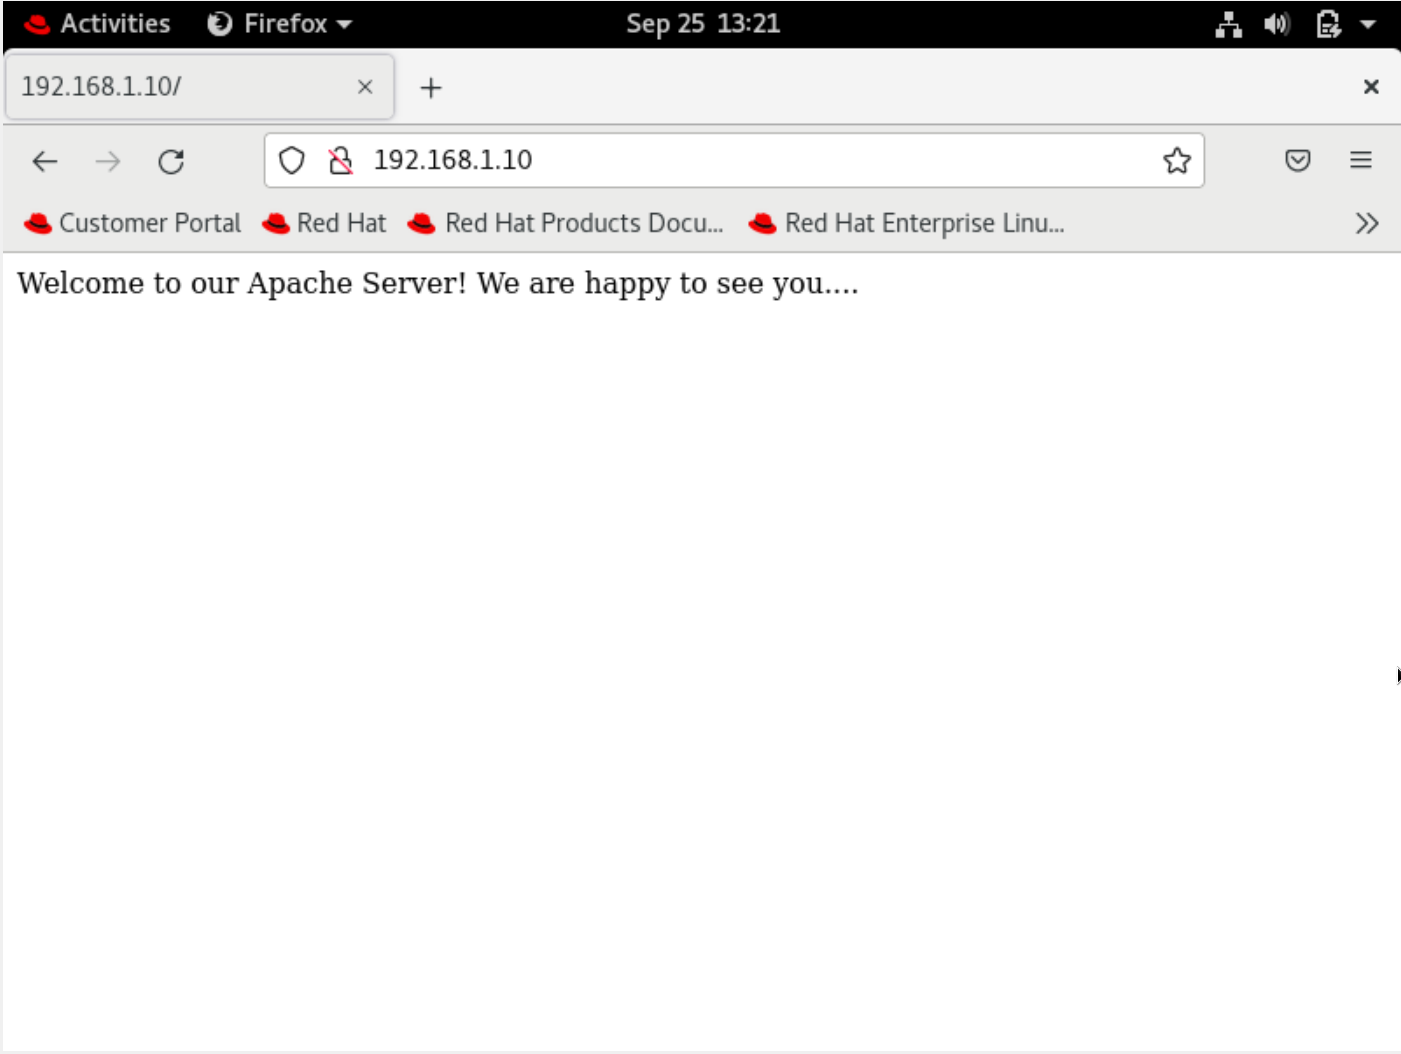 Activities Firefox Sep 25 13:21
192.168.1.10/
192.168.1.10
Customer Portal Red Hat Red Hat Products Docu... Red Hat Enterprise Linu...
Welcome to our Apache Server! We are happy to see you....